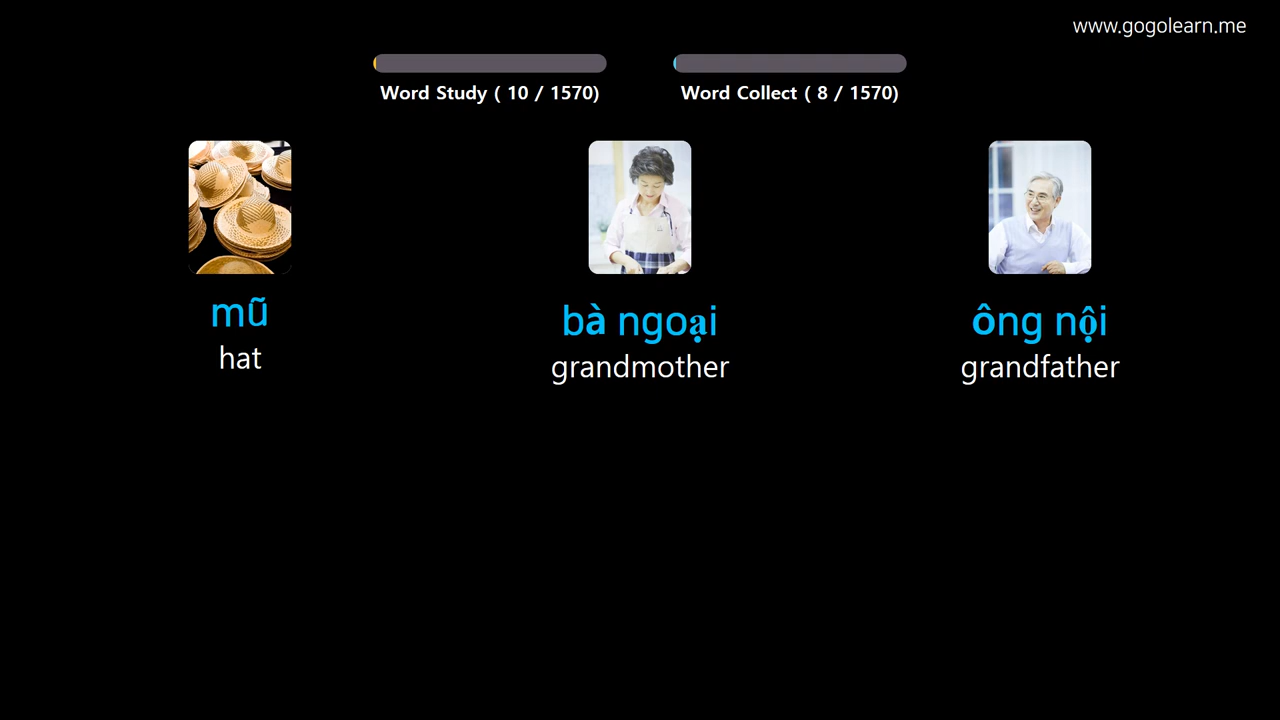 www.gogolearn.me
Word Study ( 10 / 1570)
Word Collect ( 8 / 1570)
mũ
hat
bà ngoại
grandmother
ông nội
grandfather